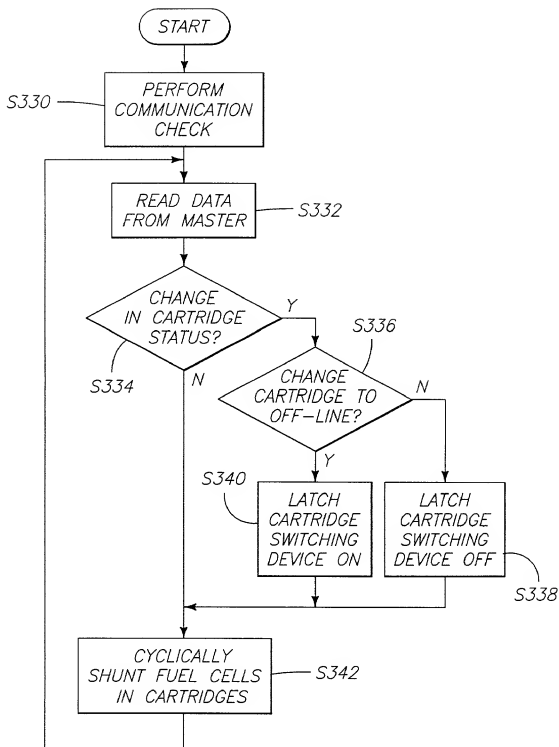 START
S330
PERFORM
COMMUNICATION
CHECK
READ DATA
FROM MASTER
S332
CHANGE
IN CARTRIDGE
STATUS?
Y
S334
N
S336
CHANGE
CARTRIDGE TO
OFF-LINE?
N
Y
S340
LATCH
CARTRIDGE
SWITCHING
DEVICE ON
LATCH
CARTRIDGE
SWITCHING
DEVICE OFF
S338
CYCLICALLY
SHUNT FUEL CELLS
IN CARTRIDGES
S342